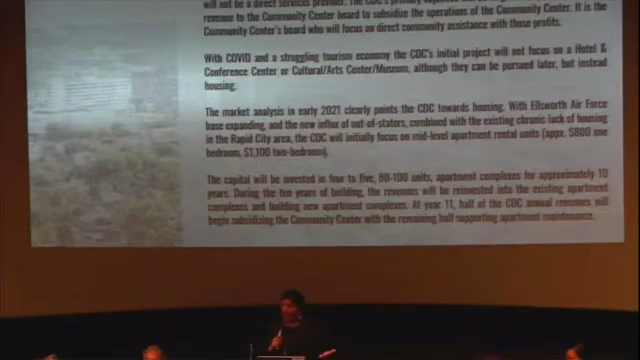 will not be a direct services provider. The CDC's primary
revenue to the Community Center board to subsidize the operations of the Community Center. It is the
Community Center's board who will focus on direct community assistance with those profits.
With COVID and a struggling tourism economy the CDC's initial project will not focus on a Hotel &
Conference Center or Cultural/Arts Center/Museum, although they can be pursued later, but instead
housing.
The market analysis in early 2021 clearly points the CDC towards housing. With Ellsworth Air Force
base expanding, and the new influx of out-of-staters, combined with the existing chronic lack of housing
in the Rapid City area, the CDC will initially focus on mid-level apartment rental units (appx. $800 one
bedroom, $1,100 two-bedroom).
The capital will be invested in four to five, 80-100 units, apartment complexes for approximately 10
years. During the ten years of building, the revenues will be reinvested into the existing apartment
complexes and building new apartment complexes. At year 11, half of the CDC annual revenues will
begin subsidizing the Community Center with the remaining half supporting apartment maintenance.